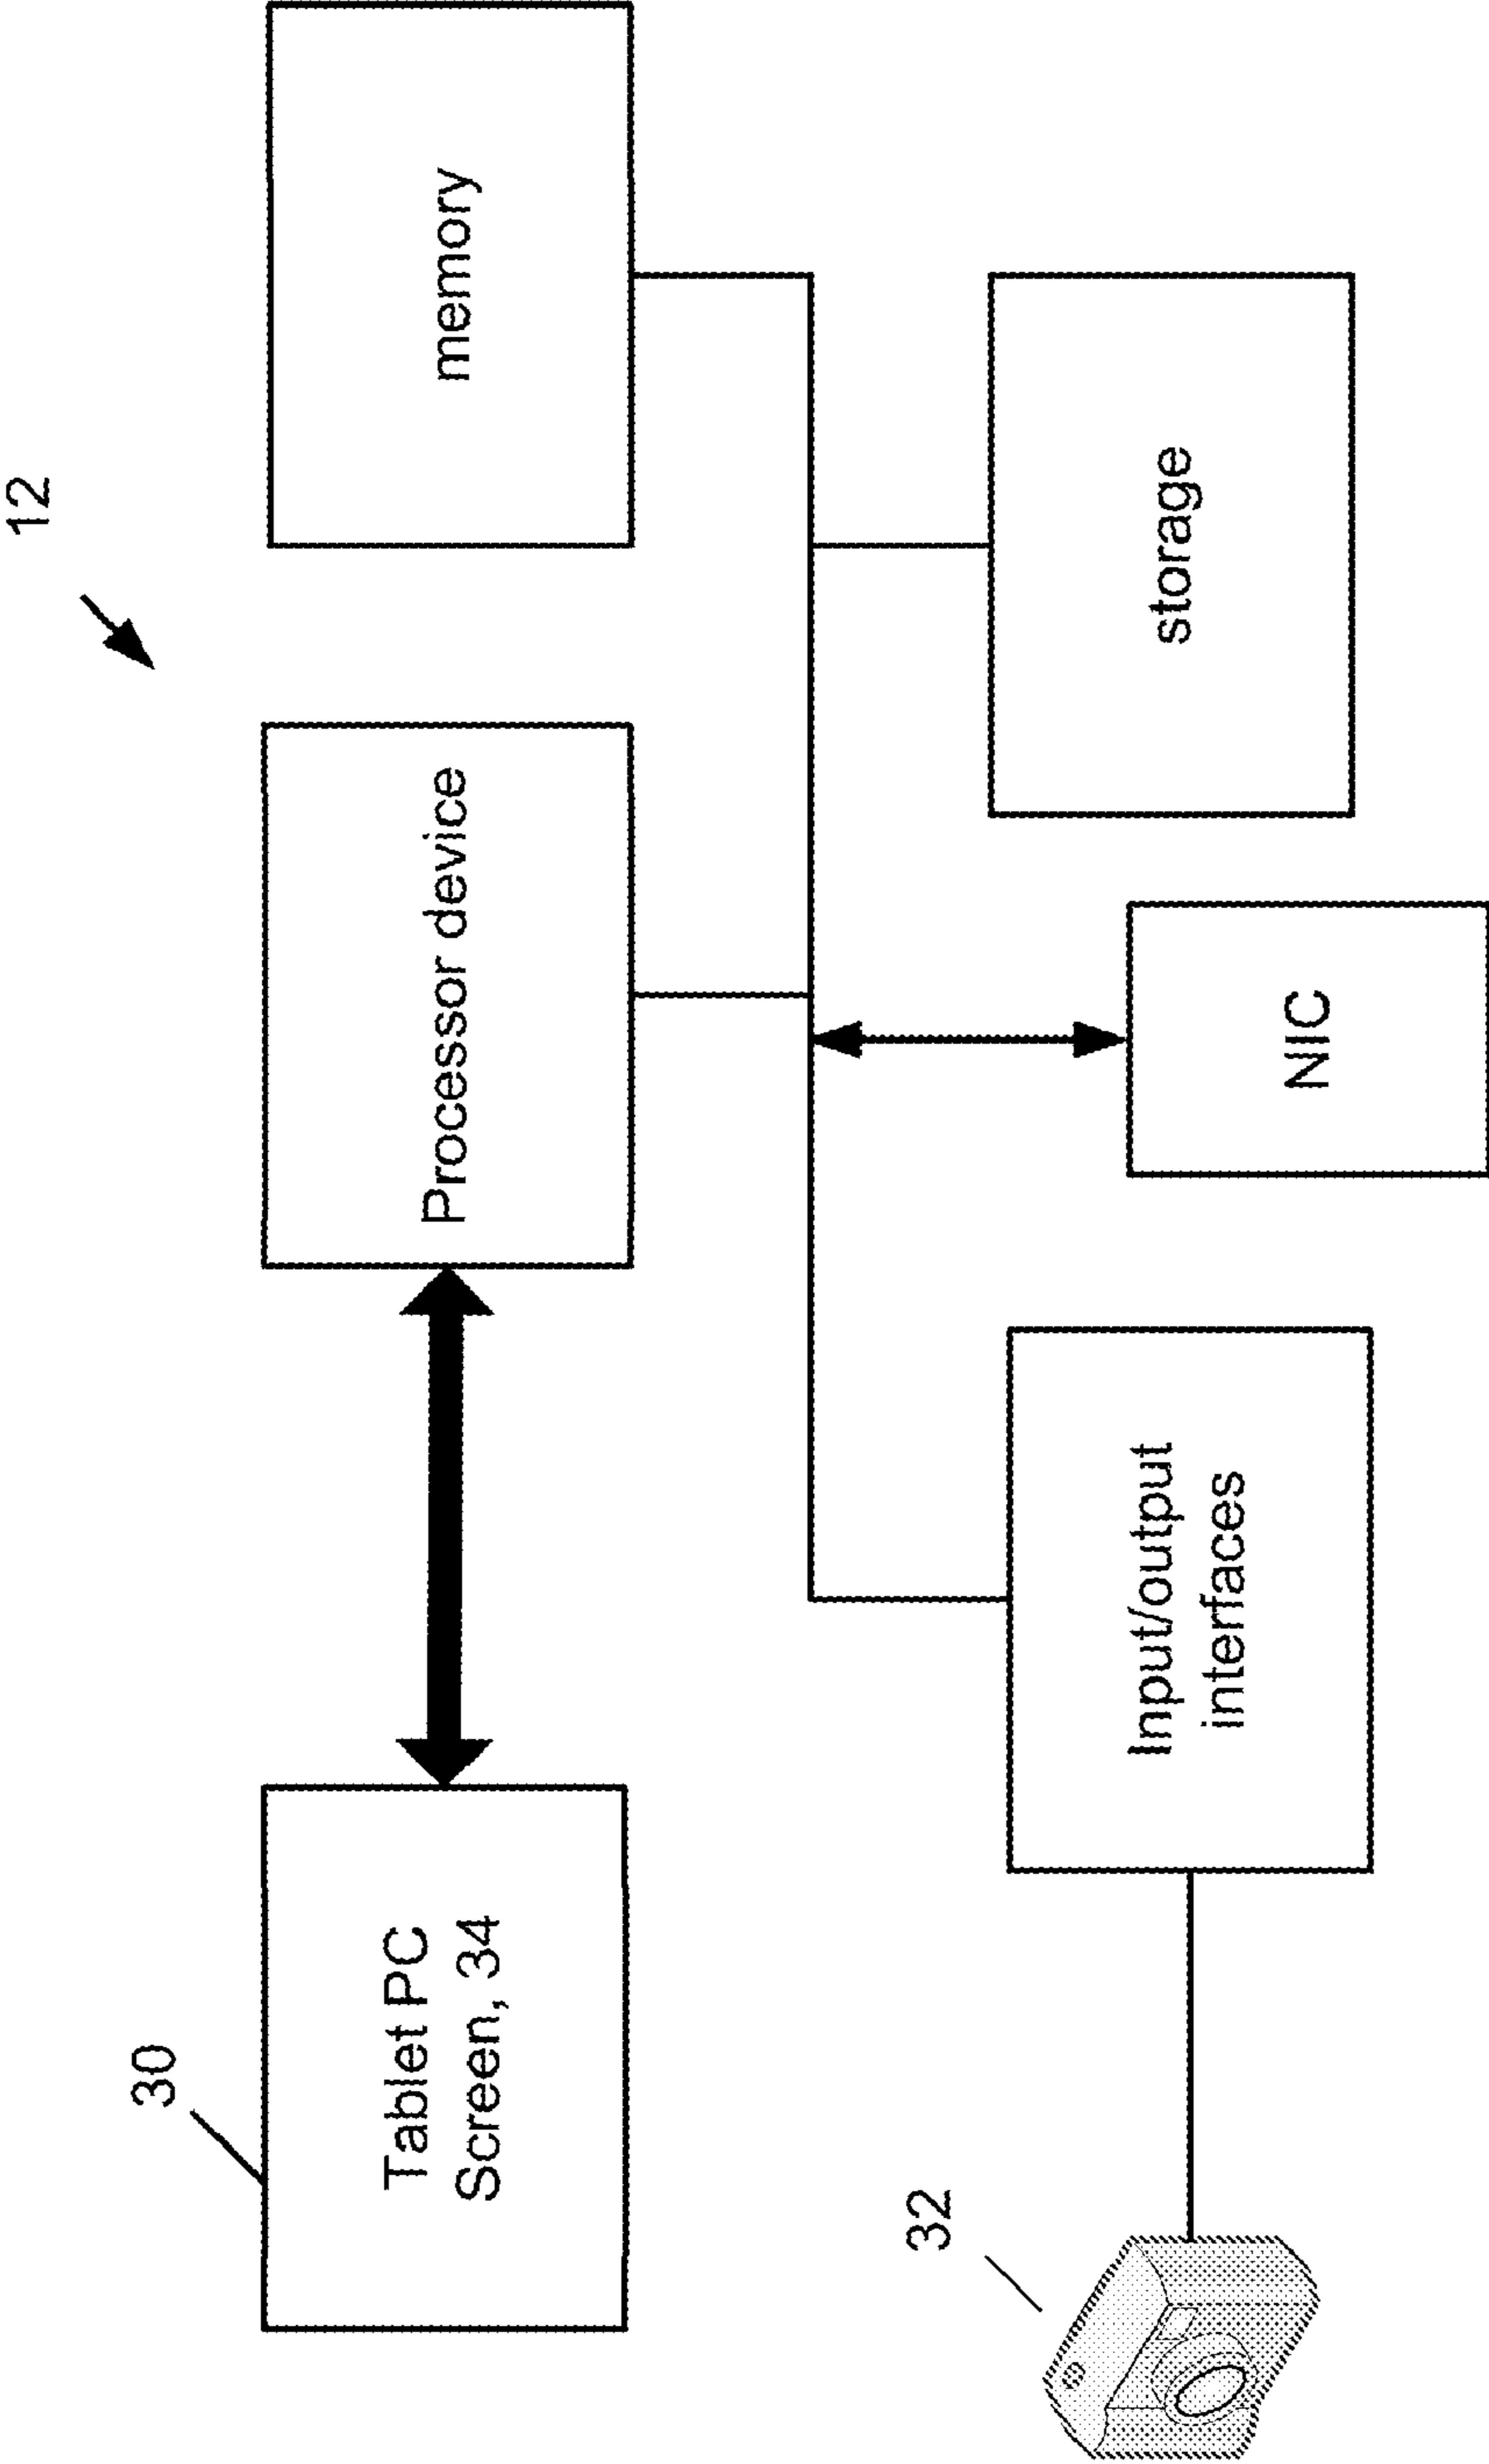 12
30
Tablet PC
Screen, 34
Processor device
memory
32
Input/output
interfaces
NIC
storage